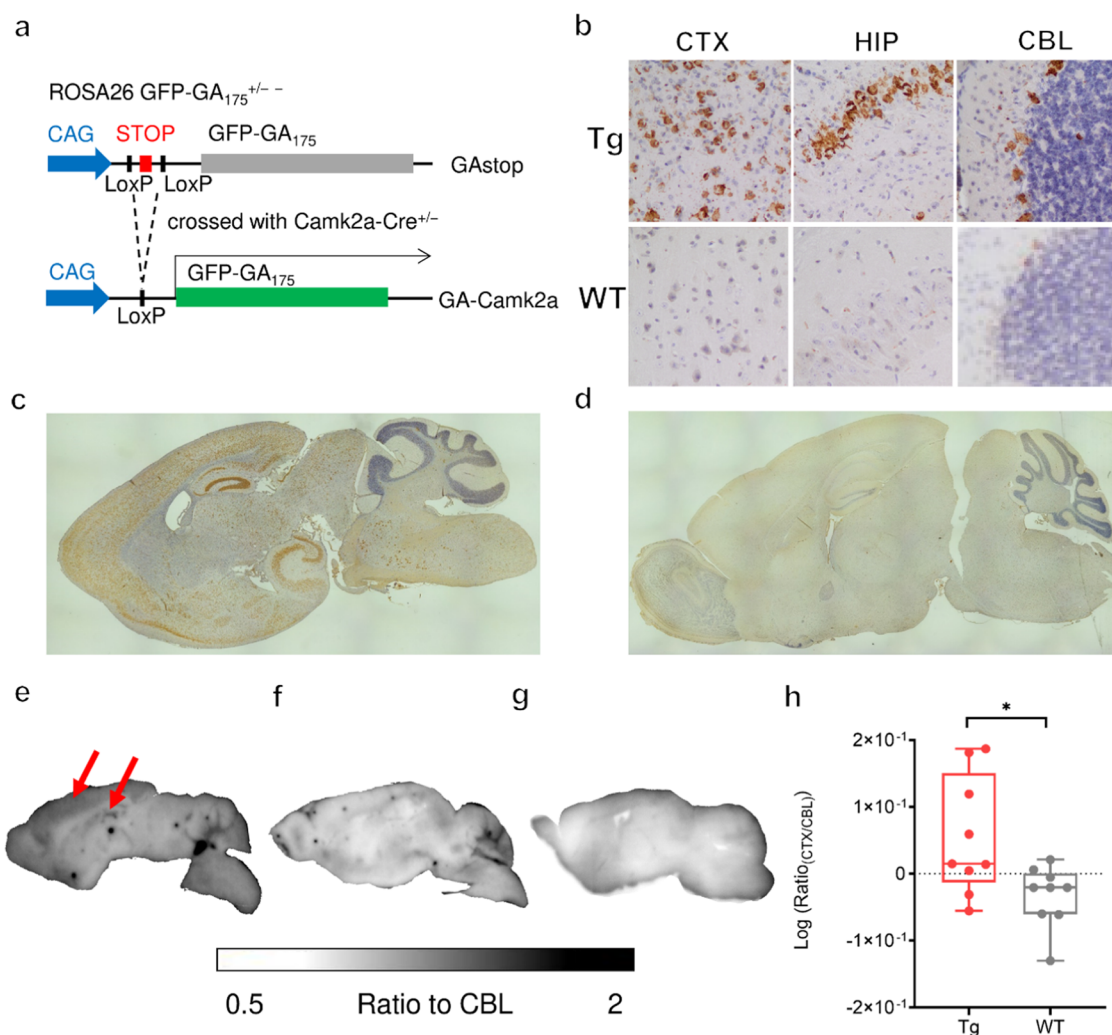 a
ROSA26 GFP-GA175+/- -
CAG STOP GFP-GA175
GAstop
LoxP LoxP
crossed with Camk2a-Cre+/-
CAG GFP-GA175
GA-Camk2a
LoxP
b
CTX HIP CBL
Tg
WT
c
d
e
f
g
0.5 Ratio to CBL 2
h
*
2×10-1
1×10-1
0
-1×10-1
-2×10-1
Log (Ratio(CTX/CBL))
Tg WT